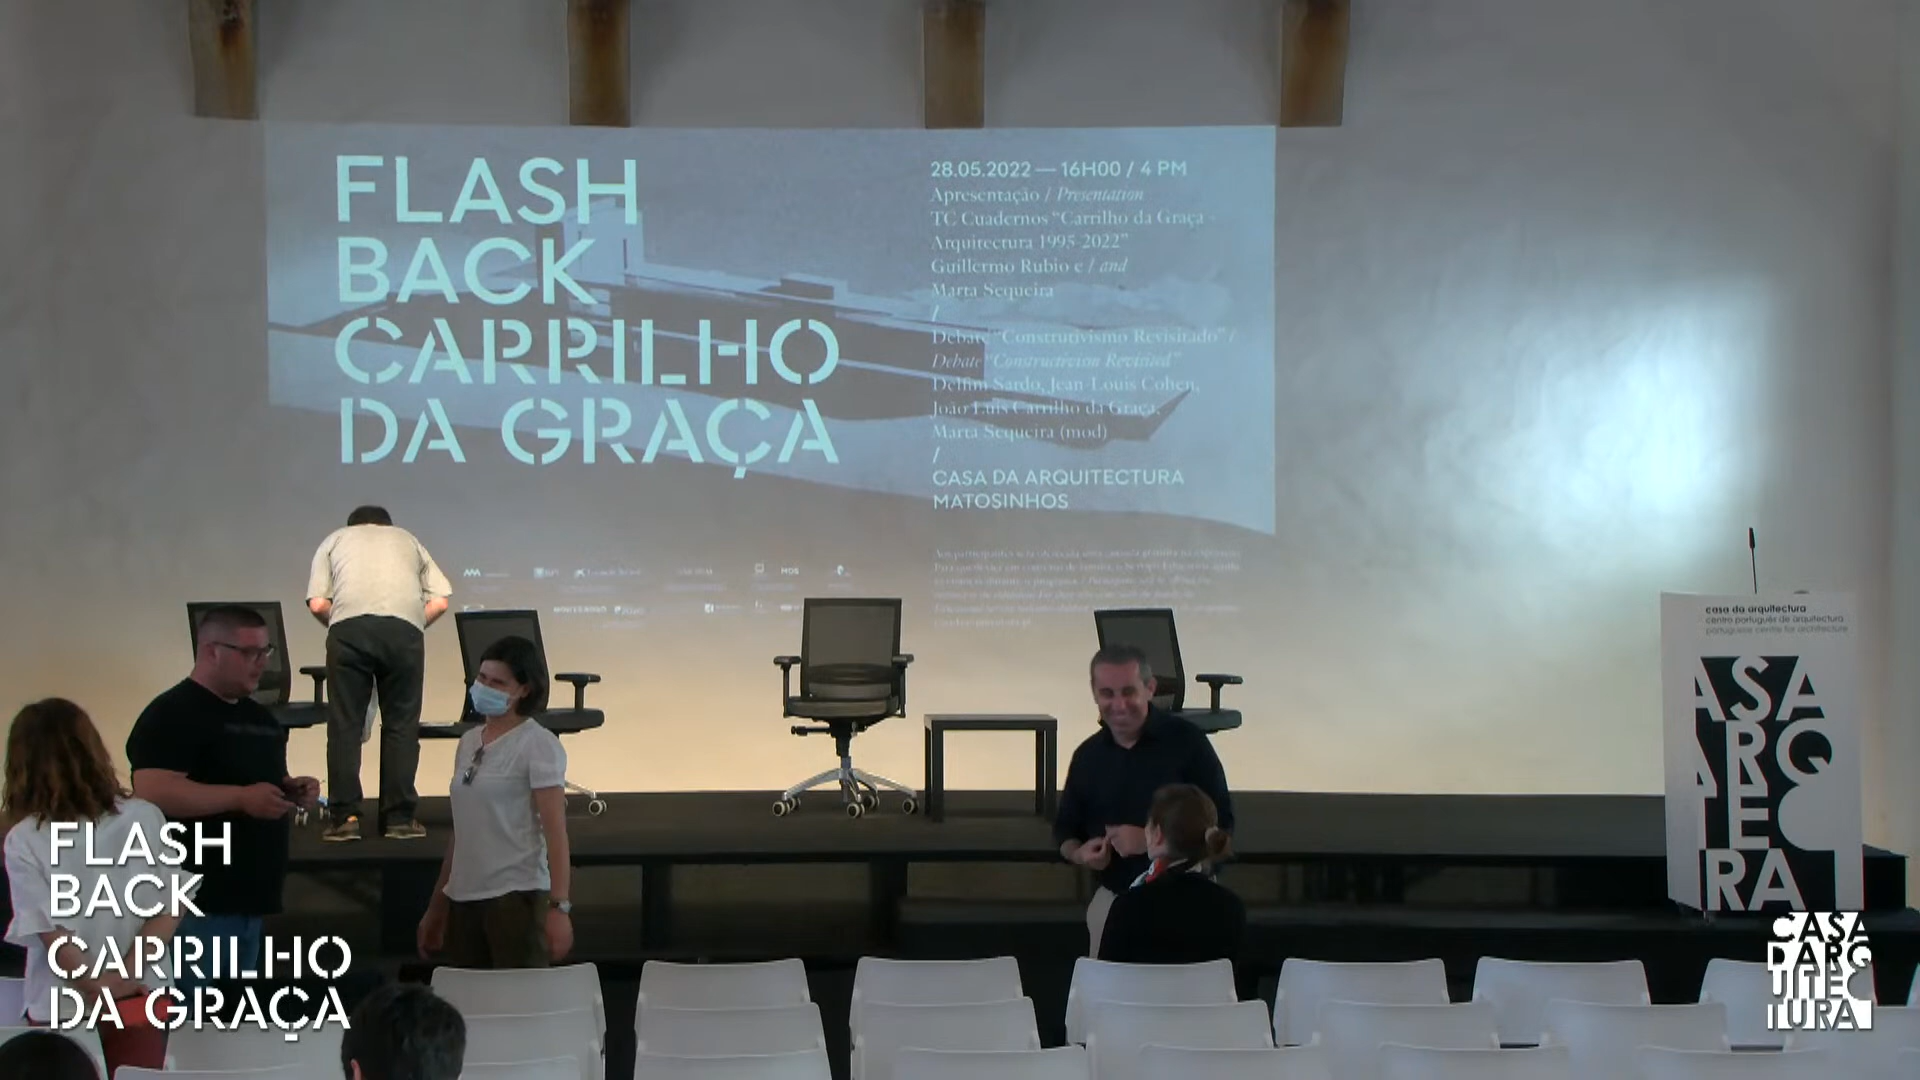 FLASH
BACK
CARRILHO
DA GRAÇA
28.05.2022 — 16H00 / 4 PM
Apresentação / Presentation
TC Cuadernos "Carrilho da Graça -
Arquitectura 1995-2022"
Guillermo Rubio e / and
Marta Sequeira
/
Debate "Construtivismo Revisitado" /
Debate "Constructivism Revisited"
Delfim Sardo, Jean-Louis Cohen,
João Luís Carrilho da Graça,
Marta Sequeira (mod)
/
CASA DA ARQUITECTURA
MATOSINHOS
casa da arquitectura
centro português de arquitectura
portuguese centre for architecture
ASA
ARQ
TE
RA
FLASH
BACK
CARRILHO
DA GRAÇA
CASA
DARQ
UITEC
TURA